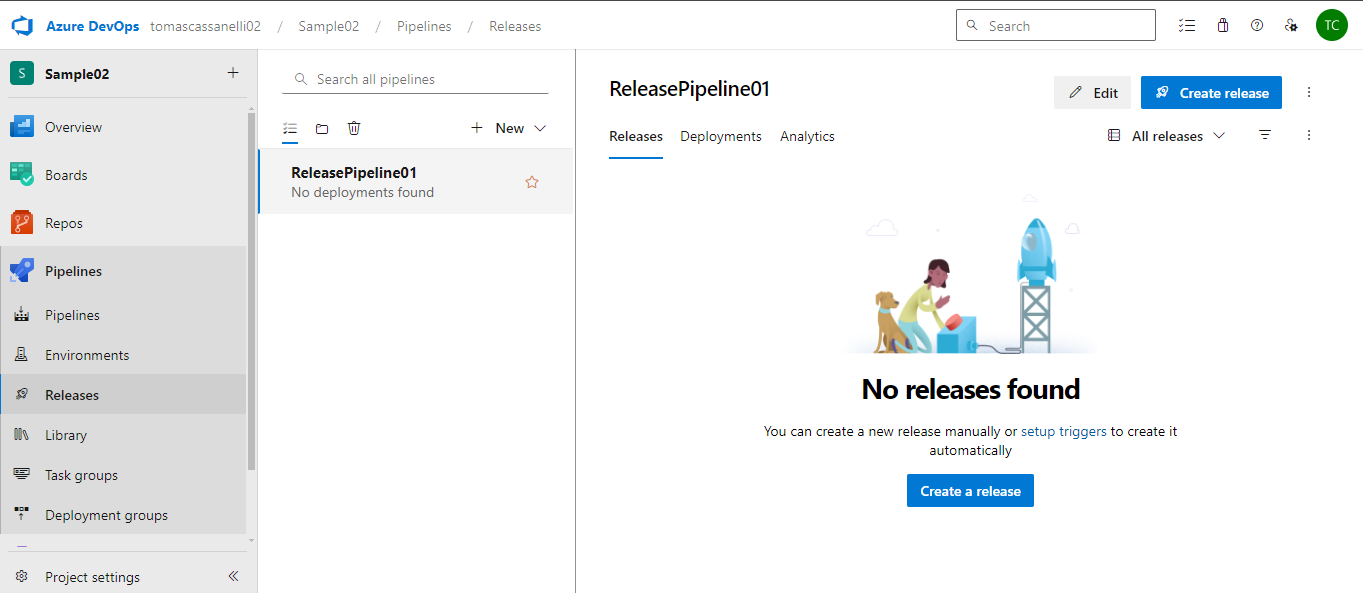 Azure DevOps tomascassanelli02 / Sample02 / Pipelines / Releases
Search
TC
S Sample02
Overview
Boards
Repos
Pipelines
Pipelines
Environments
Releases
Library
Task groups
Deployment groups
Project settings
Search all pipelines
New
ReleasePipeline01
No deployments found
ReleasePipeline01
Edit
Create release
Releases Deployments Analytics
All releases
No releases found
You can create a new release manually or setup triggers to create it
automatically
Create a release